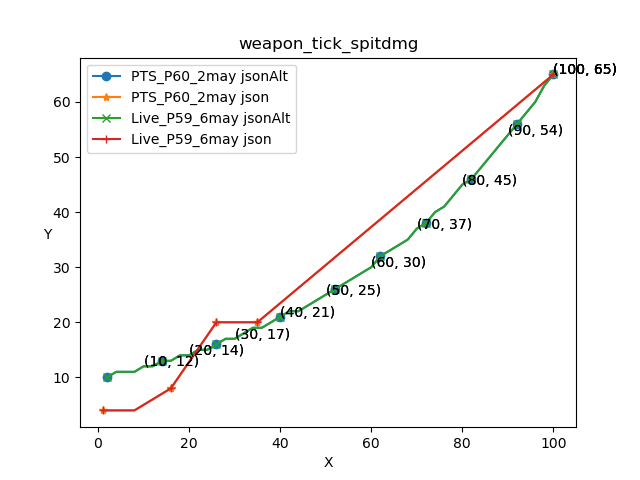 weapon_tick_spitdmg
PTS_P60_2may jsonAlt
PTS_P60_2may json
Live_P59_6may jsonAlt
Live_P59_6may json
(100, 65)
(90, 54)
(80, 45)
(70, 37)
(60, 30)
(50, 25)
(40, 21)
(30, 17)
(20, 14)
(10, 12)
60
50
40
30
20
10
Y
0 20 40 60 80 100
X